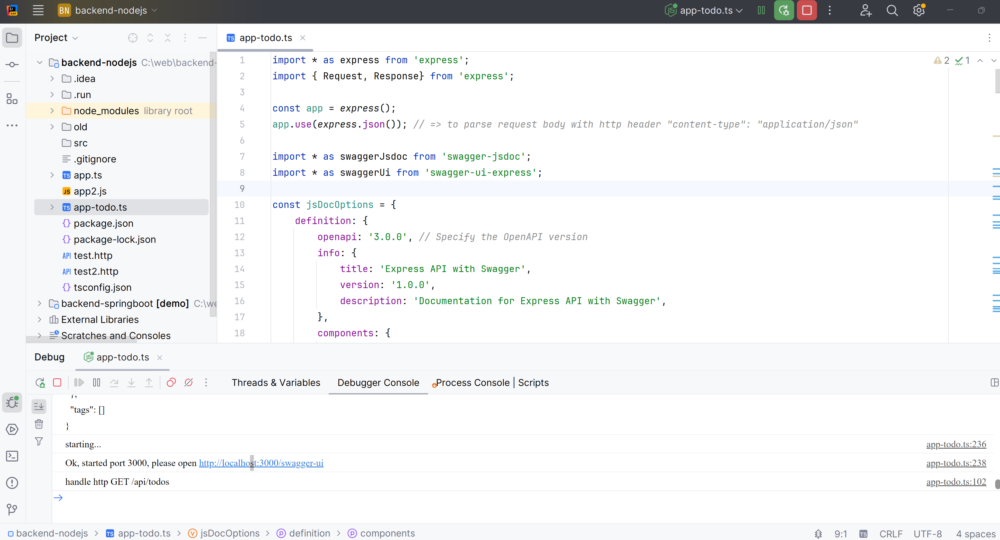 BN backend-nodejs
app-todo.ts
Project
app-todo.ts
backend-nodejs C:\web\backend-
.idea
.run
node_modules library root
old
src
.gitignore
app.ts
app2.js
app-todo.ts
package.json
package-lock.json
API test.http
API test2.http
tsconfig.json
backend-springboot [demo] C:\we
External Libraries
Scratches and Consoles
2 1
1 import * as express from 'express';
2 import { Request, Response} from 'express';
3
4 const app = express();
5 app.use(express.json()); // => to parse request body with http header "content-type": "application/json"
6
7 import * as swaggerJsdoc from 'swagger-jsdoc';
8 import * as swaggerUi from 'swagger-ui-express';
9
10 const jsDocOptions = {
11 definition: {
12 openapi: '3.0.0', // Specify the OpenAPI version
13 info: {
14 title: 'Express API with Swagger',
15 version: '1.0.0',
16 description: 'Documentation for Express API with Swagger',
17 },
18 components: {
Debug app-todo.ts
Threads & Variables Debugger Console Process Console Scripts
},
"tags": []
}
starting... app-todo.ts:236
Ok, started port 3000, please open http://localhost:3000/swagger-ui app-todo.ts:238
handle http GET /api/todos app-todo.ts:102
backend-nodejs > TS app-todo.ts > v jsDocOptions > p definition > p components
9:1 TS CRLF UTF-8 4 spaces